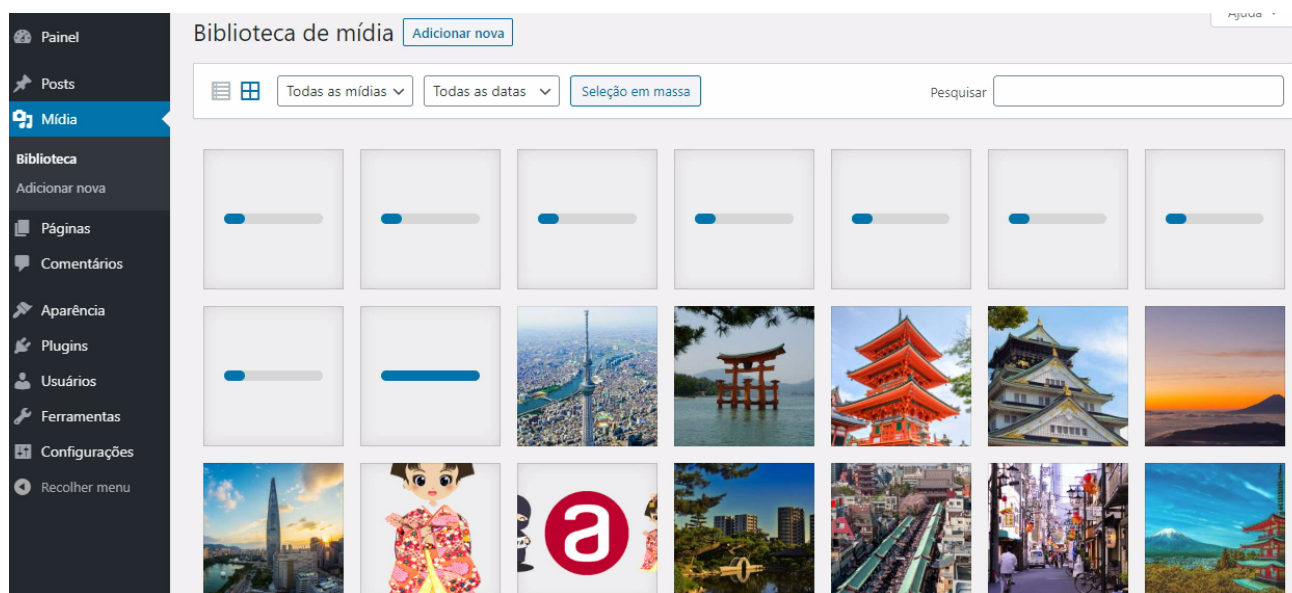 Painel
Posts
Mídia
Biblioteca
Adicionar nova
Páginas
Comentários
Aparência
Plugins
Usuários
Ferramentas
Configurações
Recolher menu
Ajuda
Biblioteca de mídia Adicionar nova
Todas as mídias Todas as datas Seleção em massa Pesquisar
a